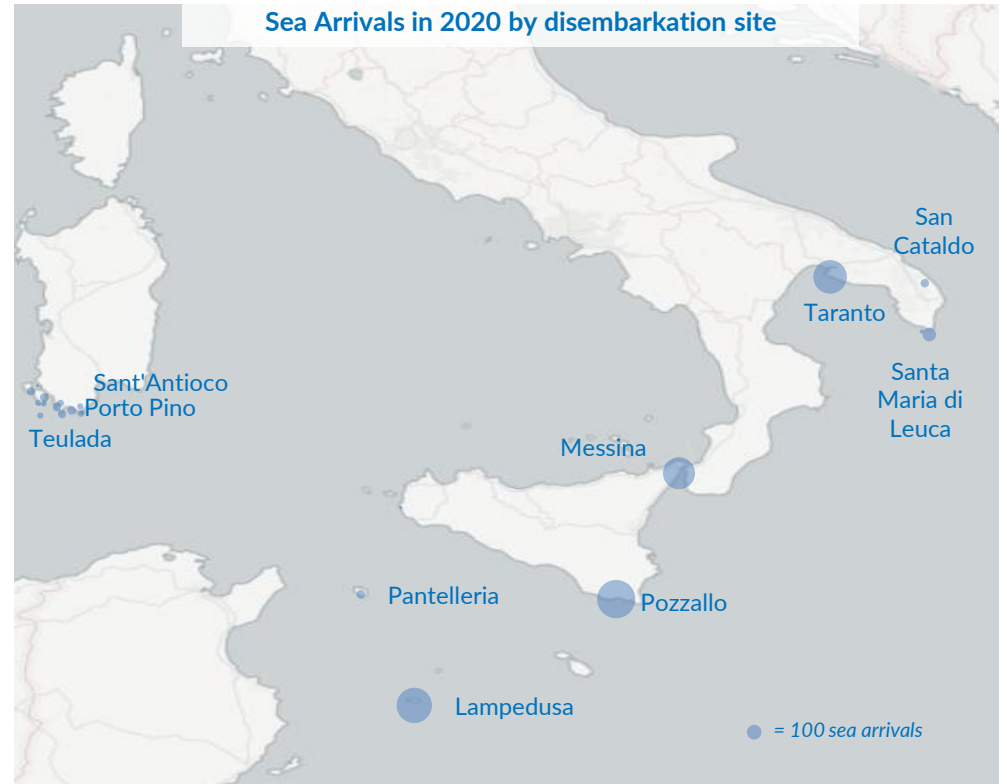 Sea Arrivals in 2020 by disembarkation site
San
Cataldo
Taranto
Santa
Maria di
Leuca
Sant'Antioco
Porto Pino
Teulada
Messina
Pantelleria
Pozzallo
Lampedusa
= 100 sea arrivals